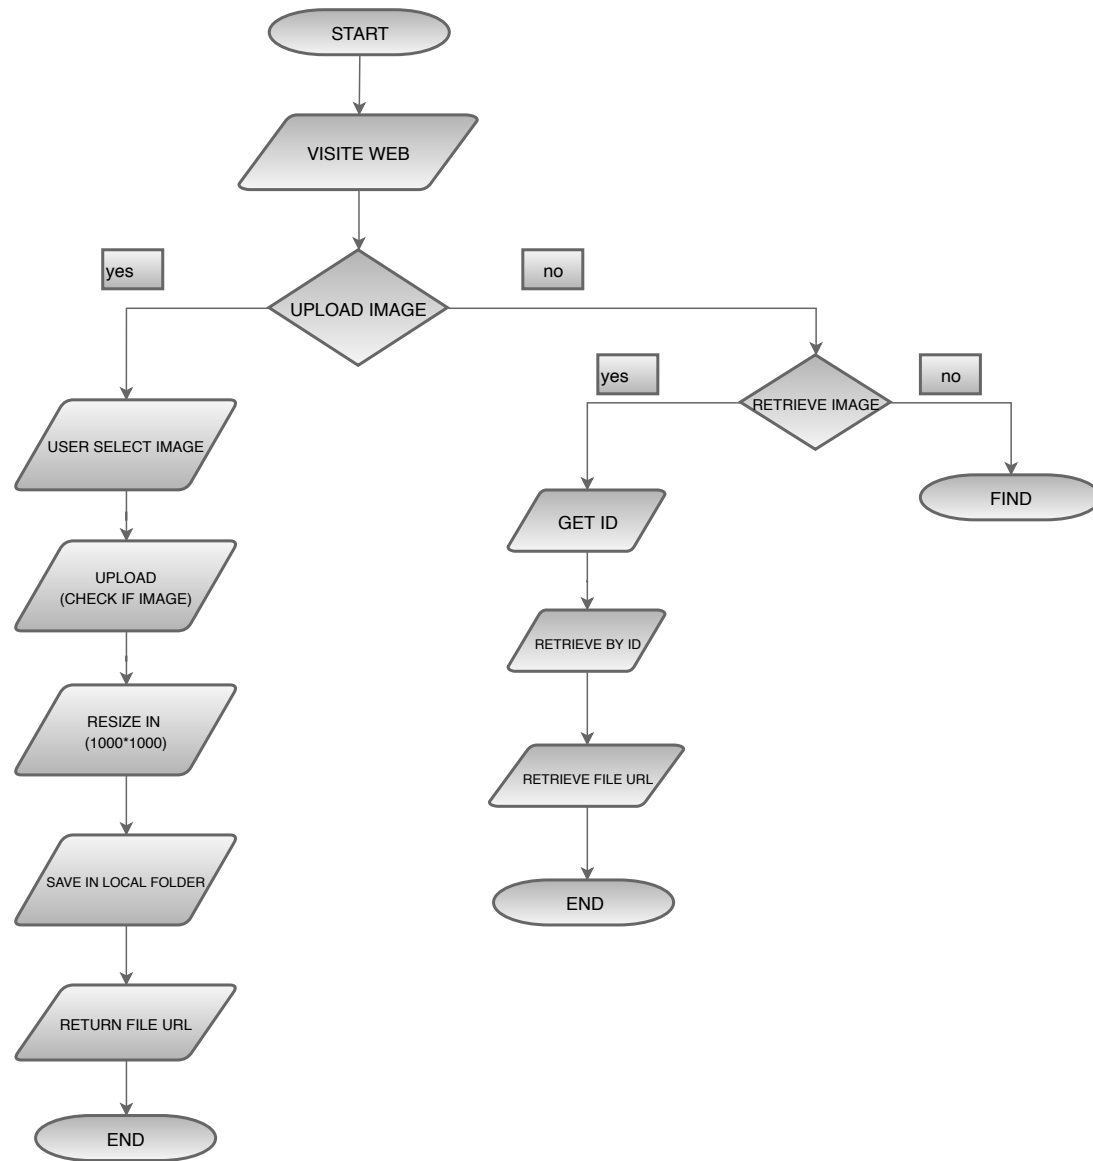 START
VISITE WEB
yes
UPLOAD IMAGE
no
yes
RETRIEVE IMAGE
no
USER SELECT IMAGE
FIND
GET ID
UPLOAD
(CHECK IF IMAGE)
RETRIEVE BY ID
RESIZE IN
(1000*1000)
RETRIEVE FILE URL
SAVE IN LOCAL FOLDER
END
RETURN FILE URL
END